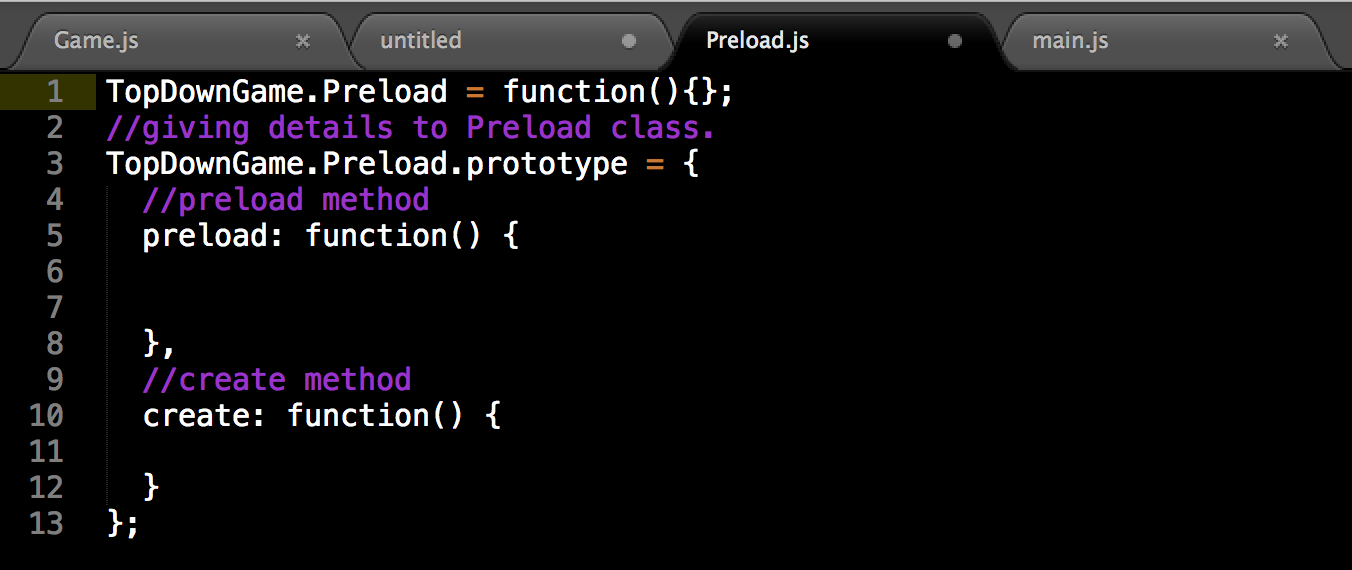 Game.js × untitled Preload.js main.js ×
1 TopDownGame.Preload = function(){};
2 //giving details to Preload class.
3 TopDownGame.Preload.prototype = {
4 //preload method
5 preload: function() {
6
7
8 },
9 //create method
10 create: function() {
11
12 }
13 };